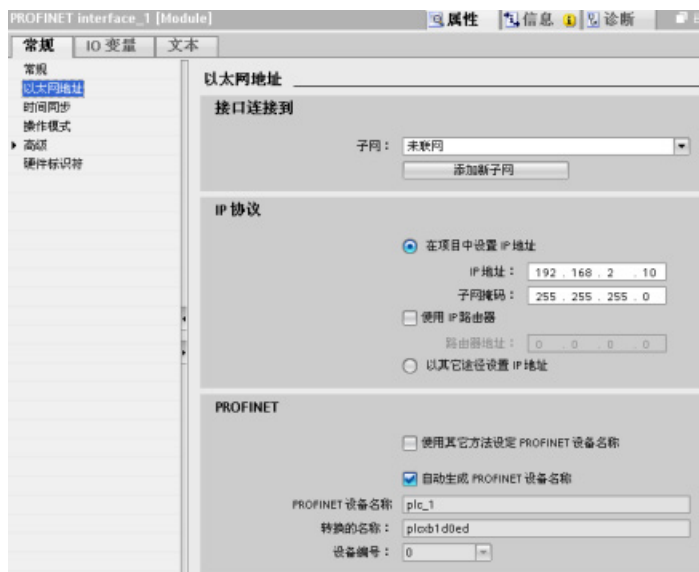 PROFINET interface_1 [Module]
属性 信息 诊断
常规 IO 变量 文本
常规
以太网地址
时间同步
操作模式
高级
硬件标识符
以太网地址
接口连接到
子网： 未联网
添加新子网
IP 协议
在项目中设置 IP 地址
IP 地址： 192 . 168 . 2 . 10
子网掩码： 255 . 255 . 255 . 0
使用 IP 路由器
路由器地址： 0 . 0 . 0 . 0
以其它途径设置 IP 地址
PROFINET
使用其它方法设定 PROFINET 设备名称
自动生成 PROFINET 设备名称
PROFINET 设备名称 plc_1
转换的名称： plcxb1d0ed
设备编号： 0